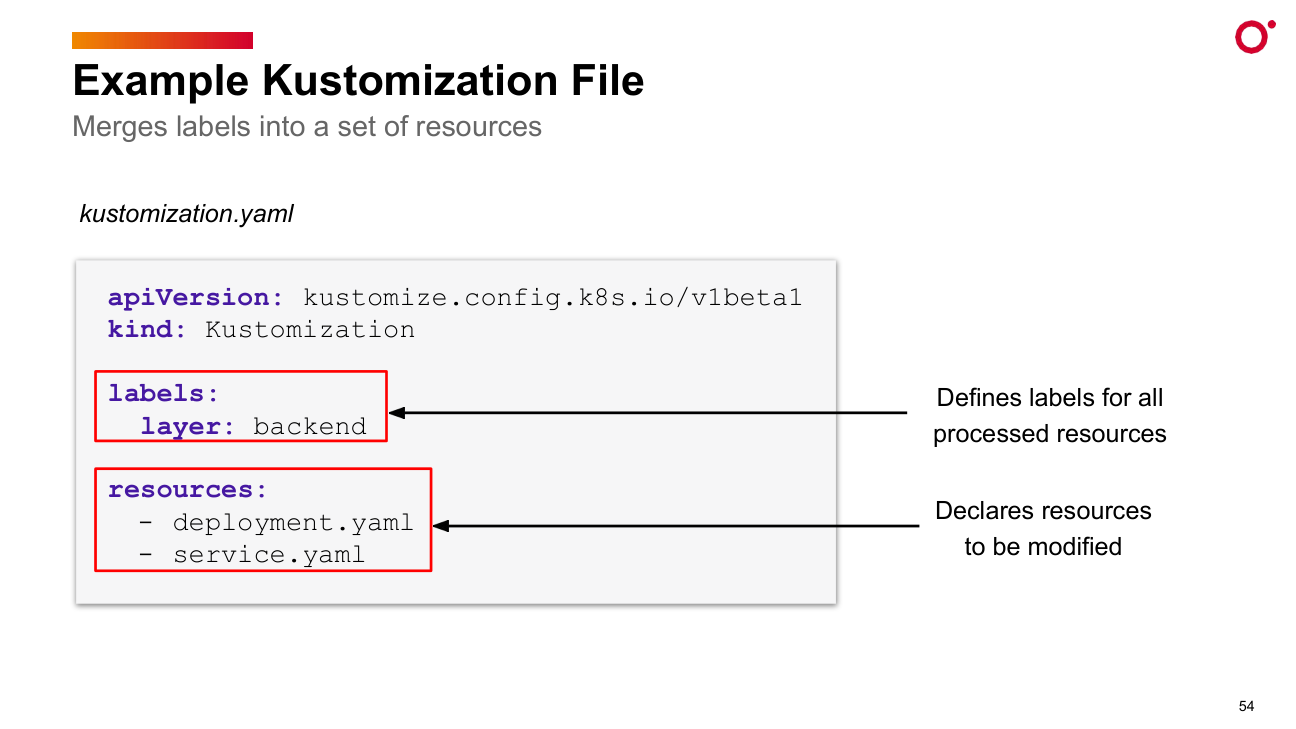 Example Kustomization File
Merges labels into a set of resources
kustomization.yaml
apiVersion: kustomize.config.k8s.io/v1beta1
kind: Kustomization
labels:
  layer: backend
resources:
  - deployment.yaml
  - service.yaml
Defines labels for all
processed resources
Declares resources
to be modified
54